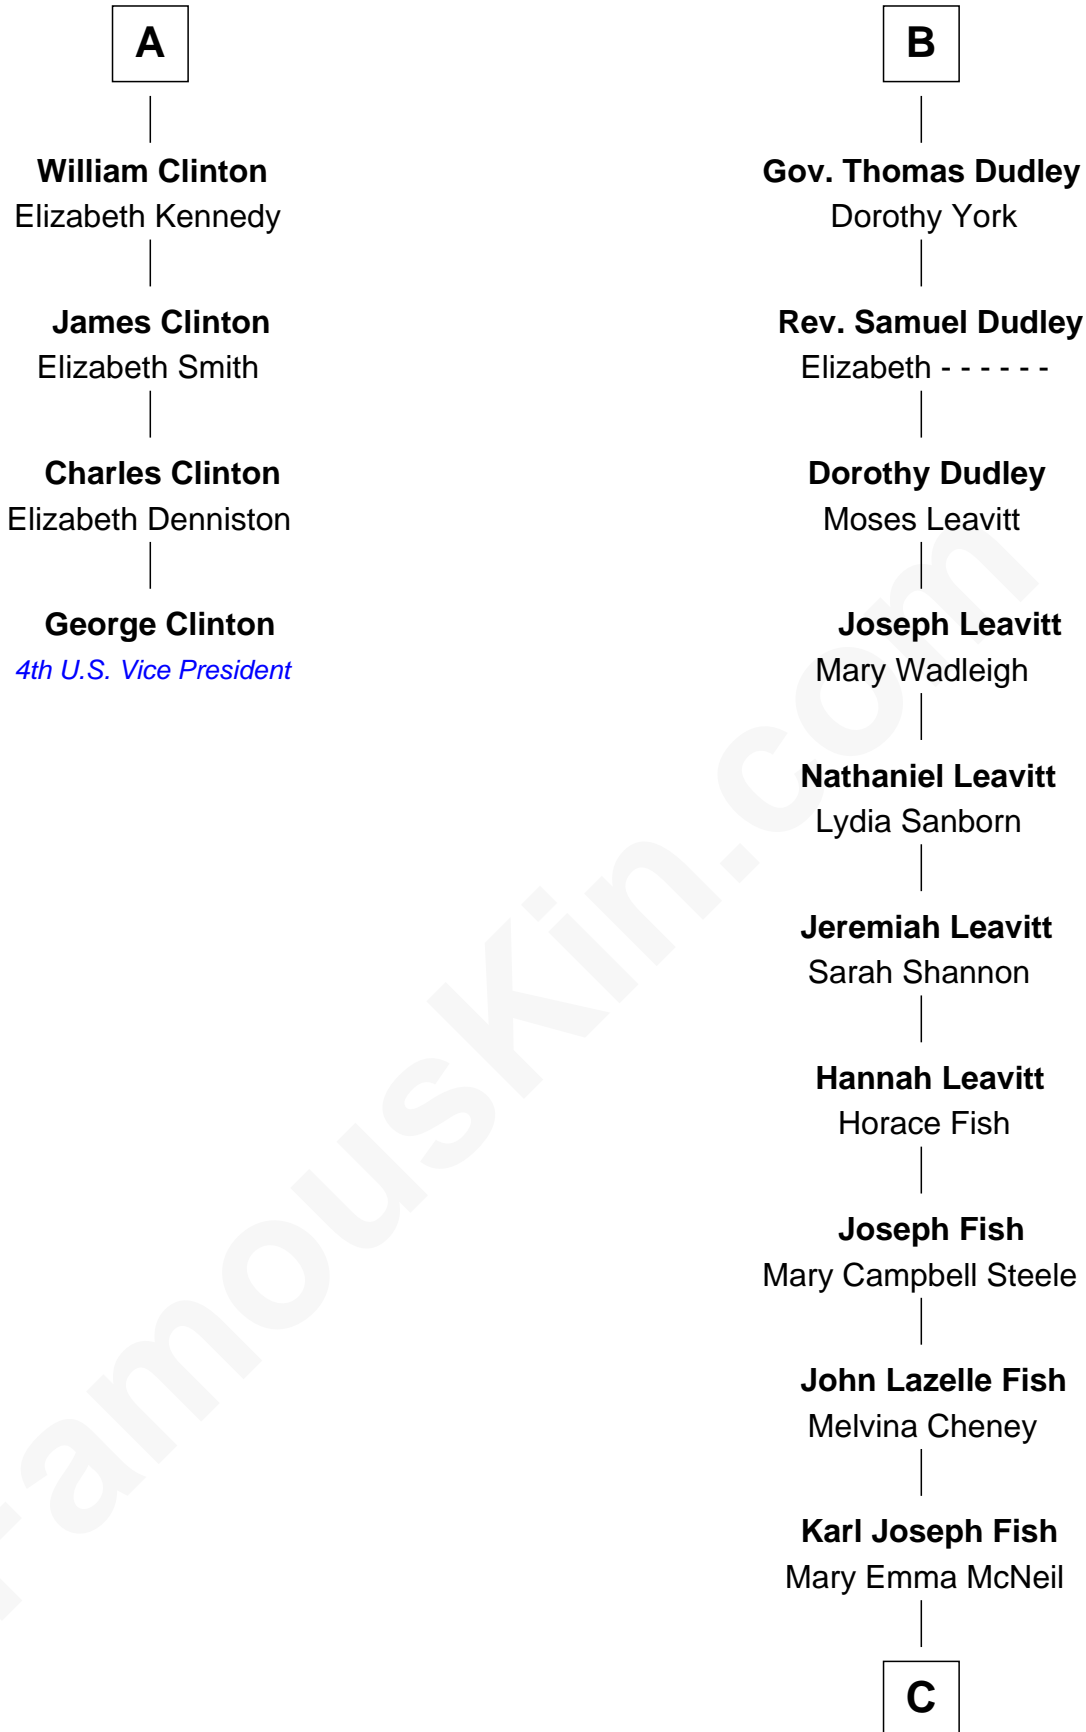 A
William Clinton
Elizabeth Kennedy
James Clinton
Elizabeth Smith
Charles Clinton
Elizabeth Denniston
George Clinton
4th U.S. Vice President
B
Gov. Thomas Dudley
Dorothy York
Rev. Samuel Dudley
Elizabeth - - - - - -
Dorothy Dudley
Moses Leavitt
Joseph Leavitt
Mary Wadleigh
Nathaniel Leavitt
Lydia Sanborn
Jeremiah Leavitt
Sarah Shannon
Hannah Leavitt
Horace Fish
Joseph Fish
Mary Campbell Steele
John Lazelle Fish
Melvina Cheney
Karl Joseph Fish
Mary Emma McNeil
C
FamousKin.com